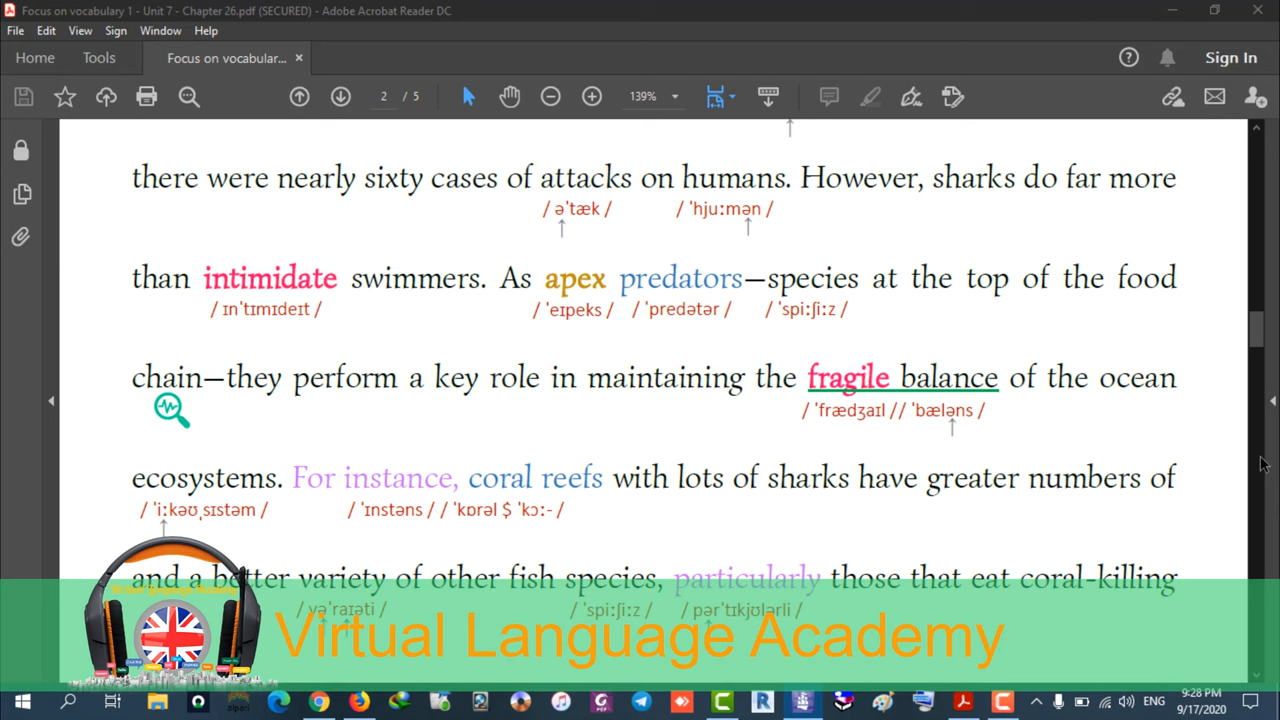 Focus on vocabulary 1 - Unit 7 - Chapter 26.pdf (SECURED) - Adobe Acrobat Reader DC
File Edit View Sign Window Help
Home Tools Focus on vocabular... × Sign In
2 / 5 139%
there were nearly sixty cases of attacks on humans. However, sharks do far more
/ əˈtæk / / ˈhjuːmən /
than intimidate swimmers. As apex predators—species at the top of the food
/ ɪnˈtɪmɪdeɪt / / ˈeɪpeks / / ˈpredətər / / ˈspiːʃiːz /
chain—they perform a key role in maintaining the fragile balance of the ocean
/ ˈfrædʒaɪl // ˈbæləns /
ecosystems. For instance, coral reefs with lots of sharks have greater numbers of
/ ˈiːkəʊˌsɪstəm / / ˈɪnstəns / / ˈkɒrəl $ ˈkɔː- /
and a better variety of other fish species, particularly those that eat coral-killing
/ vəˈraɪəti / / ˈspiːʃiːz / / pərˈtɪkjʊlərli /
Virtual Language Academy
Virtual Language Academy
ENG
9:28 PM
9/17/2020